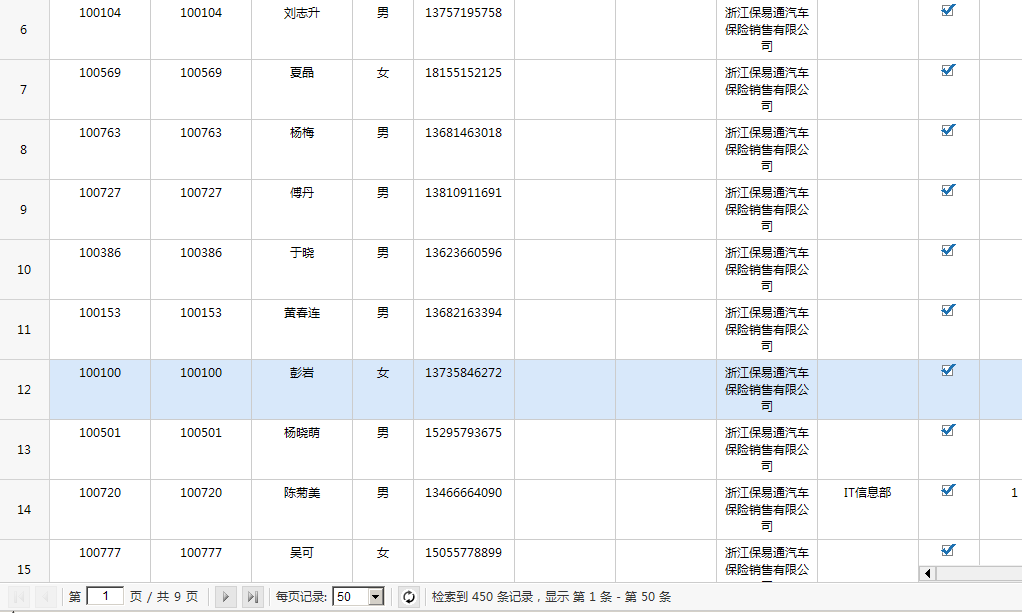 6 100104 100104 刘志升 男 13757195758 浙江保易通汽车
保险销售有限公
司
7 100569 100569 夏晶 女 18155152125 浙江保易通汽车
保险销售有限公
司
8 100763 100763 杨梅 男 13681463018 浙江保易通汽车
保险销售有限公
司
9 100727 100727 傅丹 男 13810911691 浙江保易通汽车
保险销售有限公
司
10 100386 100386 于晓 男 13623660596 浙江保易通汽车
保险销售有限公
司
11 100153 100153 黄春连 男 13682163394 浙江保易通汽车
保险销售有限公
司
12 100100 100100 彭岩 女 13735846272 浙江保易通汽车
保险销售有限公
司
13 100501 100501 杨晓萌 男 15295793675 浙江保易通汽车
保险销售有限公
司
14 100720 100720 陈菊美 男 13466664090 浙江保易通汽车 IT信息部 1
保险销售有限公
司
15 100777 100777 吴可 女 15055778899 浙江保易通汽车
保险销售有限公
第 1 页 / 共 9 页 每页记录: 50 检索到 450 条记录，显示 第 1 条 - 第 50 条